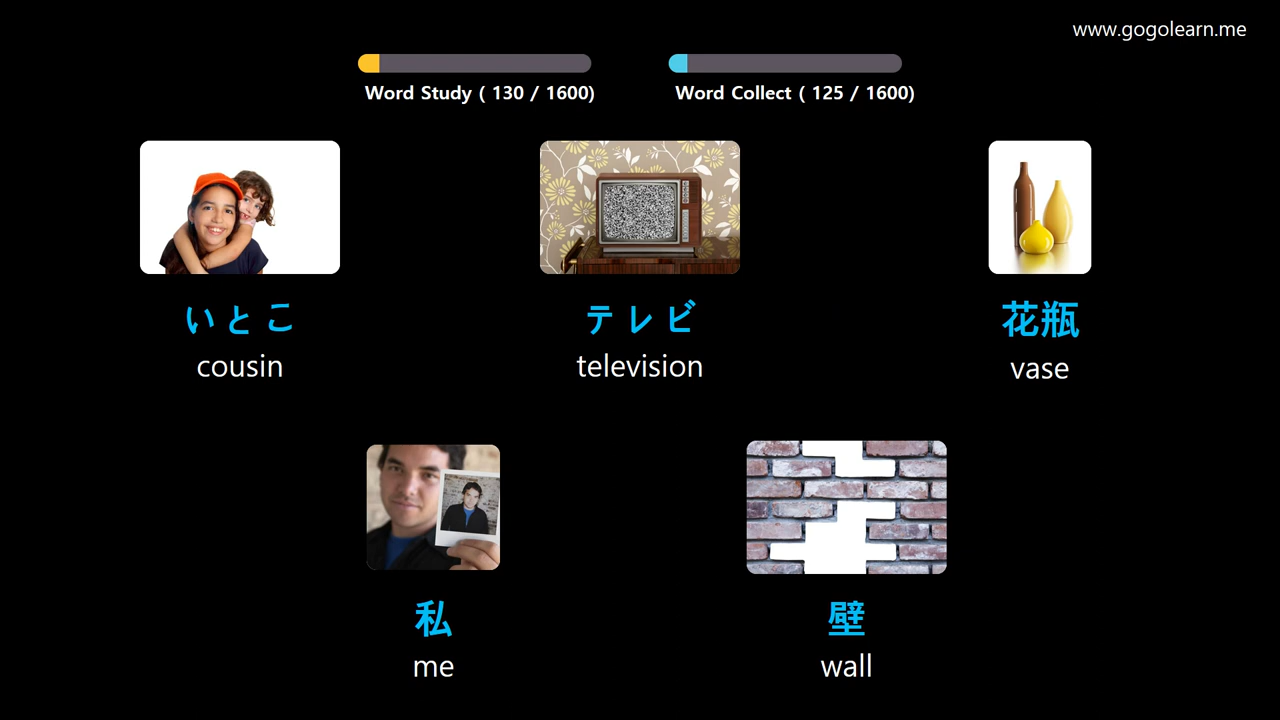 www.gogolearn.me
Word Study ( 130 / 1600)
Word Collect ( 125 / 1600)
いとこ
cousin
テレビ
television
花瓶
vase
私
me
壁
wall